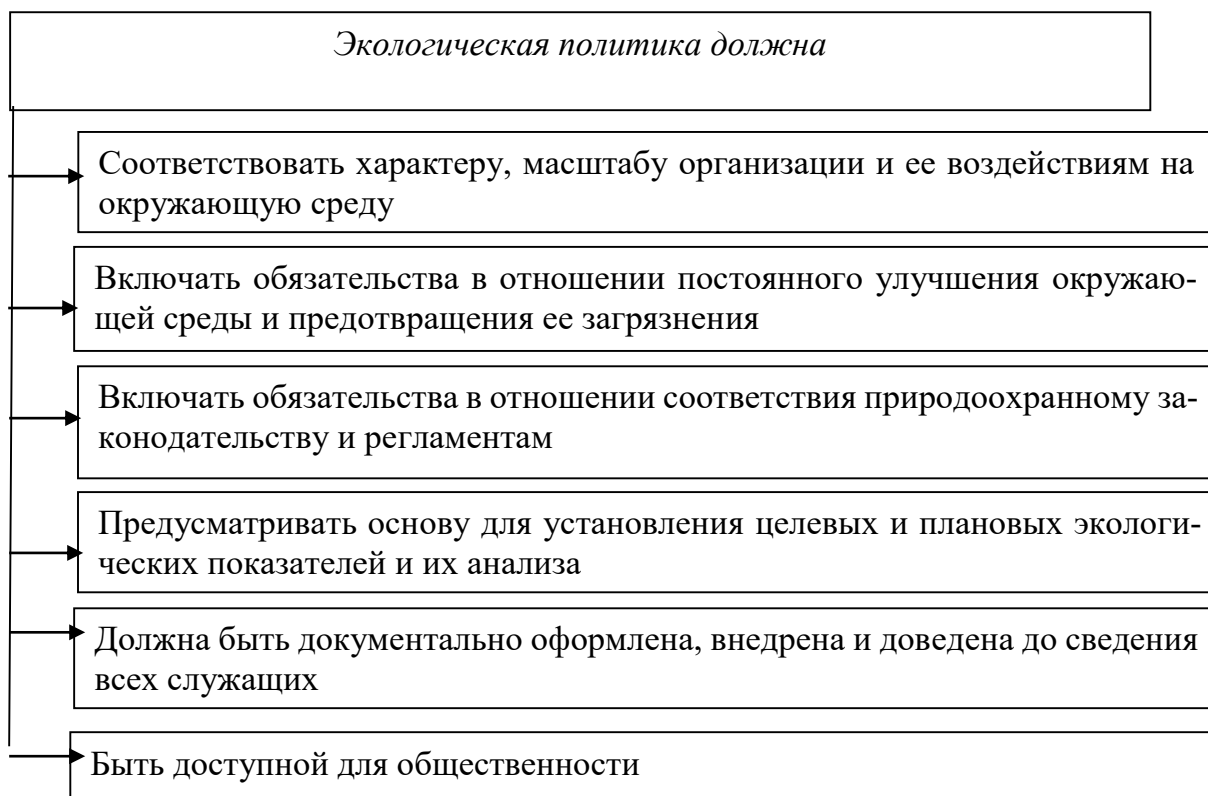 Экологическая политика должна
Соответствовать характеру, масштабу организации и ее воздействиям на
окружающую среду
Включать обязательства в отношении постоянного улучшения окружаю-
щей среды и предотвращения ее загрязнения
Включать обязательства в отношении соответствия природоохранному за-
конодательству и регламентам
Предусматривать основу для установления целевых и плановых экологи-
ческих показателей и их анализа
Должна быть документально оформлена, внедрена и доведена до сведения
всех служащих
Быть доступной для общественности